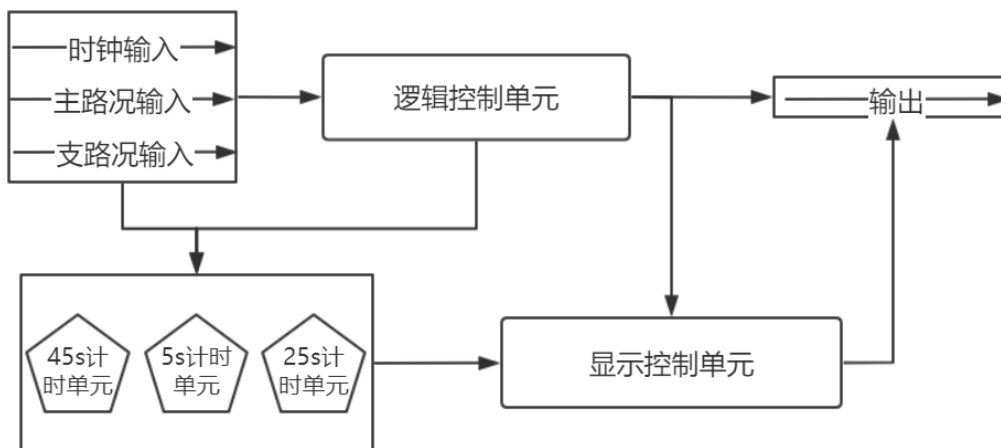 时钟输入
主路况输入
支路况输入
逻辑控制单元
输出
45s计
时单元
5s计时
单元
25s计
时单元
显示控制单元